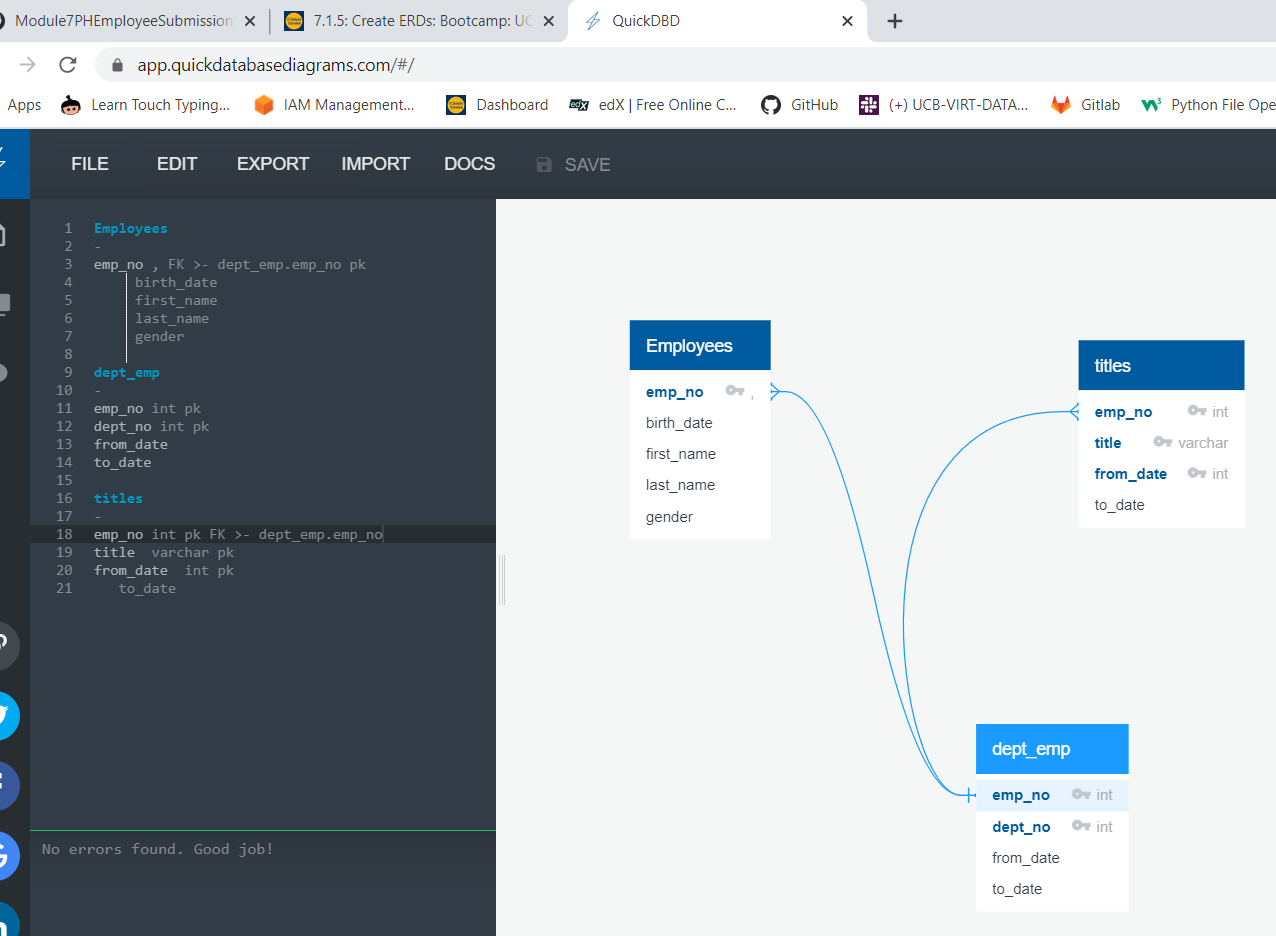 Module7PHEmployeeSubmission
7.1.5: Create ERDs: Bootcamp: UC
QuickDBD
app.quickdatabasediagrams.com/#/
Apps
Learn Touch Typing...
IAM Management...
Dashboard
edX | Free Online C...
GitHub
(+) UCB-VIRT-DATA...
Gitlab
Python File Ope
FILE
EDIT
EXPORT
IMPORT
DOCS
SAVE
1 Employees
2 -
3 emp_no , FK >- dept_emp.emp_no pk
4 birth_date
5 first_name
6 last_name
7 gender
8
9 dept_emp
10 -
11 emp_no int pk
12 dept_no int pk
13 from_date
14 to_date
15
16 titles
17 -
18 emp_no int pk FK >- dept_emp.emp_no
19 title  varchar pk
20 from_date  int pk
21 to_date
No errors found. Good job!
Employees
emp_no ,
birth_date
first_name
last_name
gender
titles
emp_no int
title varchar
from_date int
to_date
dept_emp
emp_no int
dept_no int
from_date
to_date